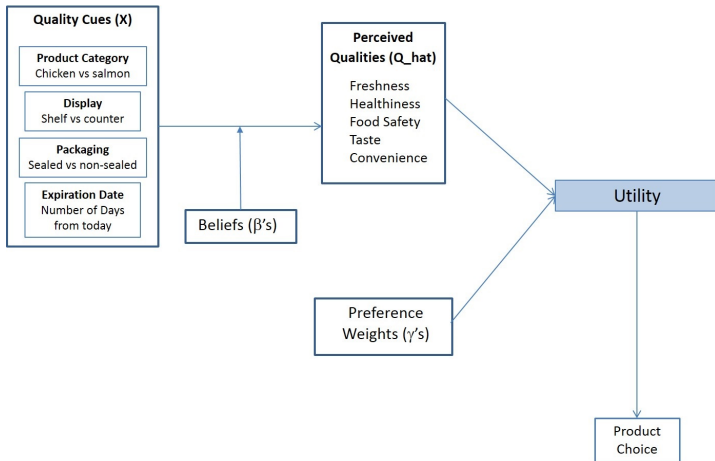 Quality Cues (X)
Product Category
Chicken vs salmon
Display
Shelf vs counter
Packaging
Sealed vs non-sealed
Expiration Date
Number of Days
from today
Beliefs (β's)
Perceived
Qualities (Q_hat)
Freshness
Healthiness
Food Safety
Taste
Convenience
Preference
Weights (γ's)
Utility
Product
Choice